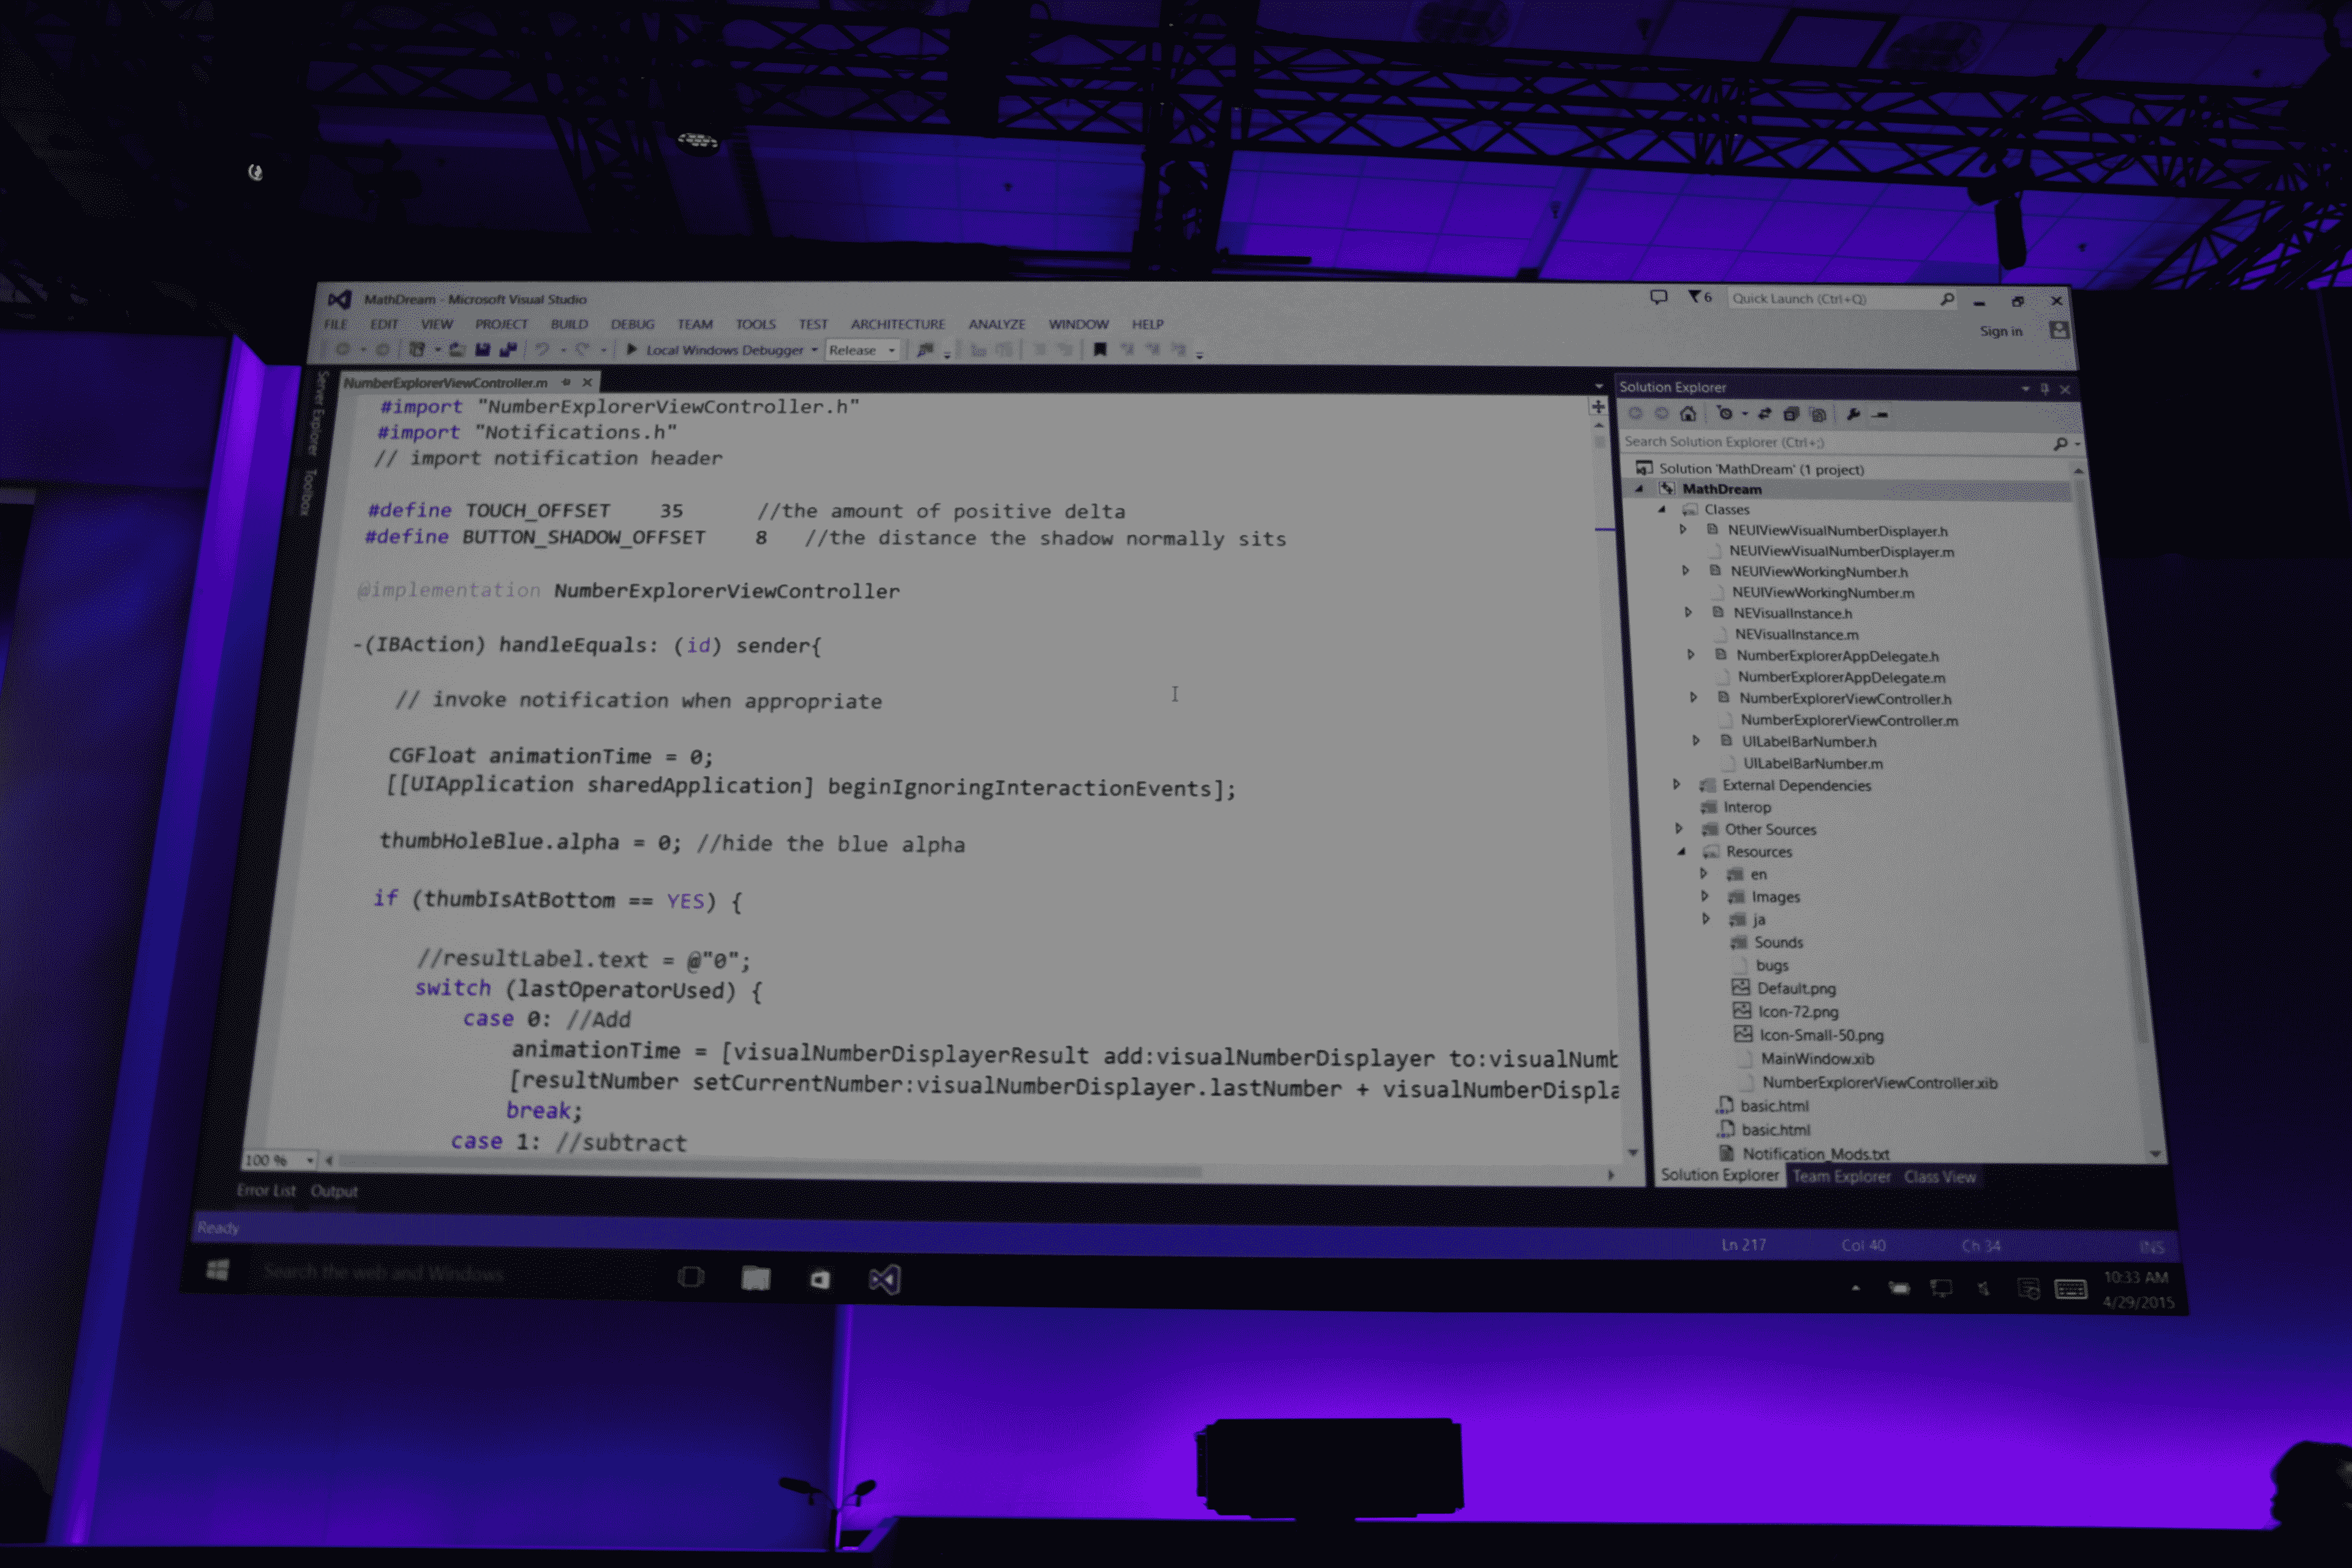 MathDream - Microsoft Visual Studio
6
Quick Launch (Ctrl+Q)
FILE EDIT VIEW PROJECT BUILD DEBUG TEAM TOOLS TEST ARCHITECTURE ANALYZE WINDOW HELP
Sign in
Local Windows Debugger
Release
Server Explorer
Toolbox
NumberExplorerViewController.m
#import "NumberExplorerViewController.h"
#import "Notifications.h"
// import notification header
#define TOUCH_OFFSET 35 //the amount of positive delta
#define BUTTON_SHADOW_OFFSET 8 //the distance the shadow normally sits
@implementation NumberExplorerViewController
-(IBAction) handleEquals: (id) sender{
// invoke notification when appropriate
CGFloat animationTime = 0;
[[UIApplication sharedApplication] beginIgnoringInteractionEvents];
thumbHoleBlue.alpha = 0; //hide the blue alpha
if (thumbIsAtBottom == YES) {
//resultLabel.text = @"0";
switch (lastOperatorUsed) {
case 0: //Add
animationTime = [visualNumberDisplayerResult add:visualNumberDisplayer to:visualNumb
[resultNumber setCurrentNumber:visualNumberDisplayer.lastNumber + visualNumberDispla
break;
case 1: //subtract
100 %
Error List Output
Solution Explorer
Search Solution Explorer (Ctrl+;)
Solution 'MathDream' (1 project)
MathDream
Classes
NEUIViewVisualNumberDisplayer.h
NEUIViewVisualNumberDisplayer.m
NEUIViewWorkingNumber.h
NEUIViewWorkingNumber.m
NEVisualInstance.h
NEVisualInstance.m
NumberExplorerAppDelegate.h
NumberExplorerAppDelegate.m
NumberExplorerViewController.h
NumberExplorerViewController.m
UILabelBarNumber.h
UILabelBarNumber.m
External Dependencies
Interop
Other Sources
Resources
en
Images
ja
Sounds
bugs
Default.png
Icon-72.png
Icon-Small-50.png
MainWindow.xib
NumberExplorerViewController.xib
basic.html
basic.html
Notification_Mods.txt
Solution Explorer Team Explorer Class View
Ready
Ln 217 Col 40 Ch 34 INS
Search the web and Windows
10:33 AM
4/29/2015